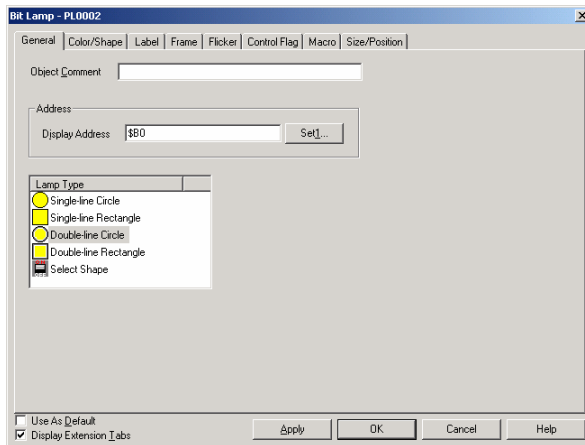 Bit Lamp - PL0002
General Color/Shape Label Frame Flicker Control Flag Macro Size/Position
Object Comment
Address
Display Address $B0 Set1...
Lamp Type
Single-line Circle
Single-line Rectangle
Double-line Circle
Double-line Rectangle
Select Shape
Use As Default
Display Extension Tabs
Apply OK Cancel Help